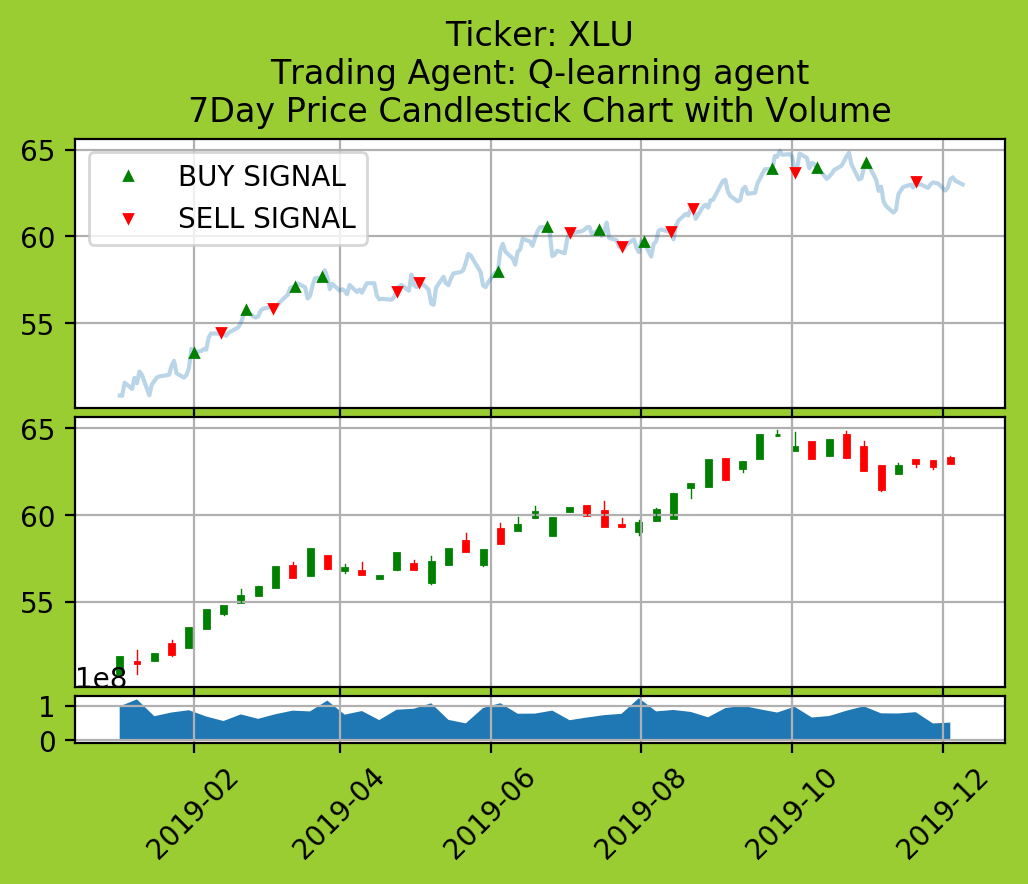 Ticker: XLU
Trading Agent: Q-learning agent
7Day Price Candlestick Chart with Volume
65
60
55
BUY SIGNAL
SELL SIGNAL
65
60
55
1e8
1
0
2019-02
2019-04
2019-06
2019-08
2019-10
2019-12